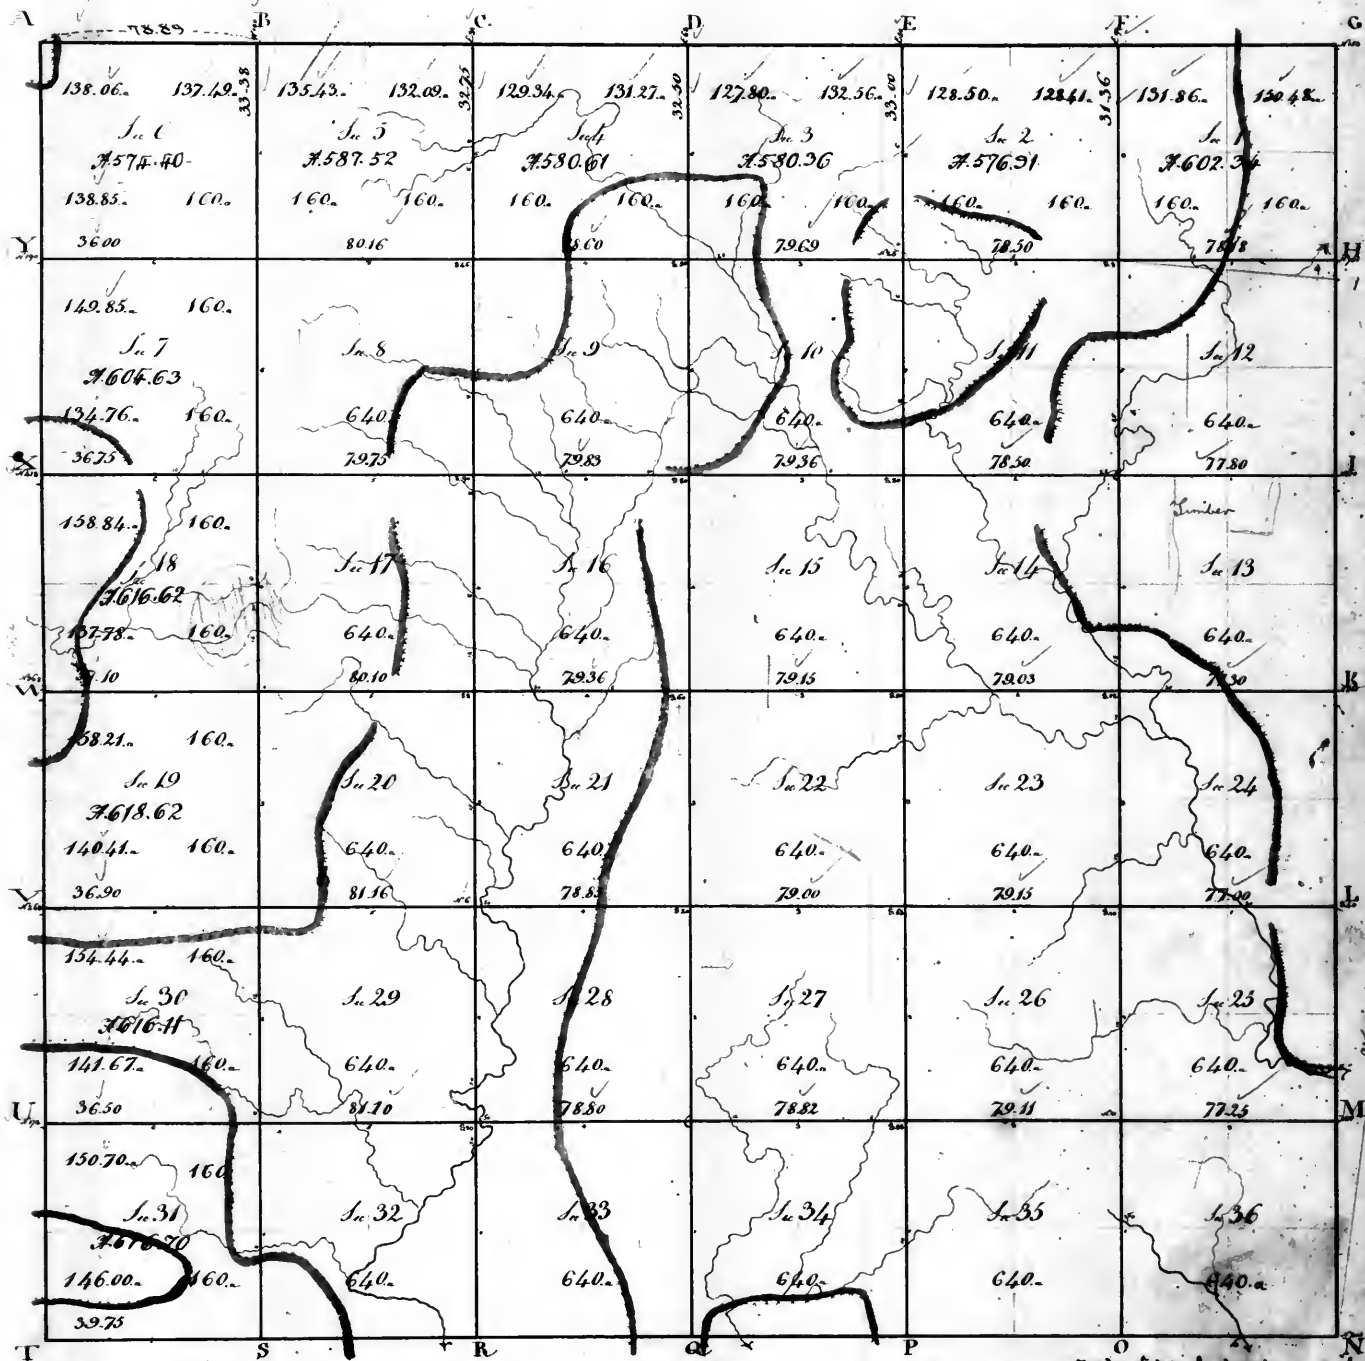 A B C D E F G
78.89
33.38 32.75 32.50 33.00 31.36
138.06.a 137.49.a 135.43.a 132.09.a 129.34.a 131.27.a 127.80.a 132.56.a 128.50.a 128.41.a 131.86.a 130.48.a
Sec 6 Sec 5 Sec 4 Sec 3 Sec 2 Sec 1
A.574.40 A.587.52 A.580.61 A.580.36 A.576.91 A.602.34
138.85.a 160.a 160.a 160.a 160.a 160.a 160.a 160.a 160.a 160.a 160.a 160.a
Y 36.00 80.16 79.69 78.50 H
149.85.a 160.a
Sec 7 Sec 8 Sec 9 Sec 10 Sec 11 Sec 12
A.604.63
134.76.a 160.a 640 640.a 640.a 640.a 640.a
X 36.75 79.75 79.83 79.36 78.50 77.80 I
158.84.a 160.a Timber
Sec 18 Sec 17 Sec 16 Sec 15 Sec 14 Sec 13
A.616.62
137.78.a 160.a 640.a 640.a 640.a 640.a 640.a
W 80.10 79.36 79.15 79.03 77.30 K
158.21.a 160.a
Sec 19 Sec 20 Sec 21 Sec 22 Sec 23 Sec 24
A.618.62
140.41.a 160.a 640.a 640. 640.a 640.a 640.a
V 36.90 81.16 78.83 79.00 79.15 77.00 L
154.44.a 160.a
Sec 30 Sec 29 Sec 28 Sec 27 Sec 26 Sec 25
A.616.11
141.67.a 160.a 640.a 640.a 640.a 640.a 640.a
U 36.50 81.10 78.80 78.82 79.11 77.25 M
150.70.a 160
Sec 31 Sec 32 Sec 33 Sec 34 Sec 35 Sec 36
A.616.70
146.00.a 160.a 640.a 640.a 640.a 640.a 640.a
39.75
T S R Q P O N